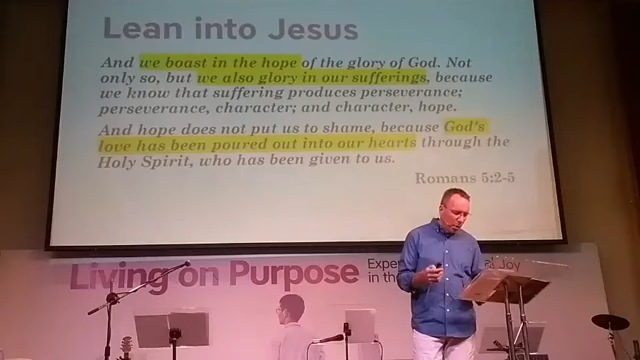 Lean into Jesus
And we boast in the hope of the glory of God. Not
only so, but we also glory in our sufferings, because
we know that suffering produces perseverance;
perseverance, character; and character, hope.
And hope does not put us to shame, because God's
love has been poured out into our hearts through the
Holy Spirit, who has been given to us.
Romans 5:2-5
Living on Purpose
Joy
in the